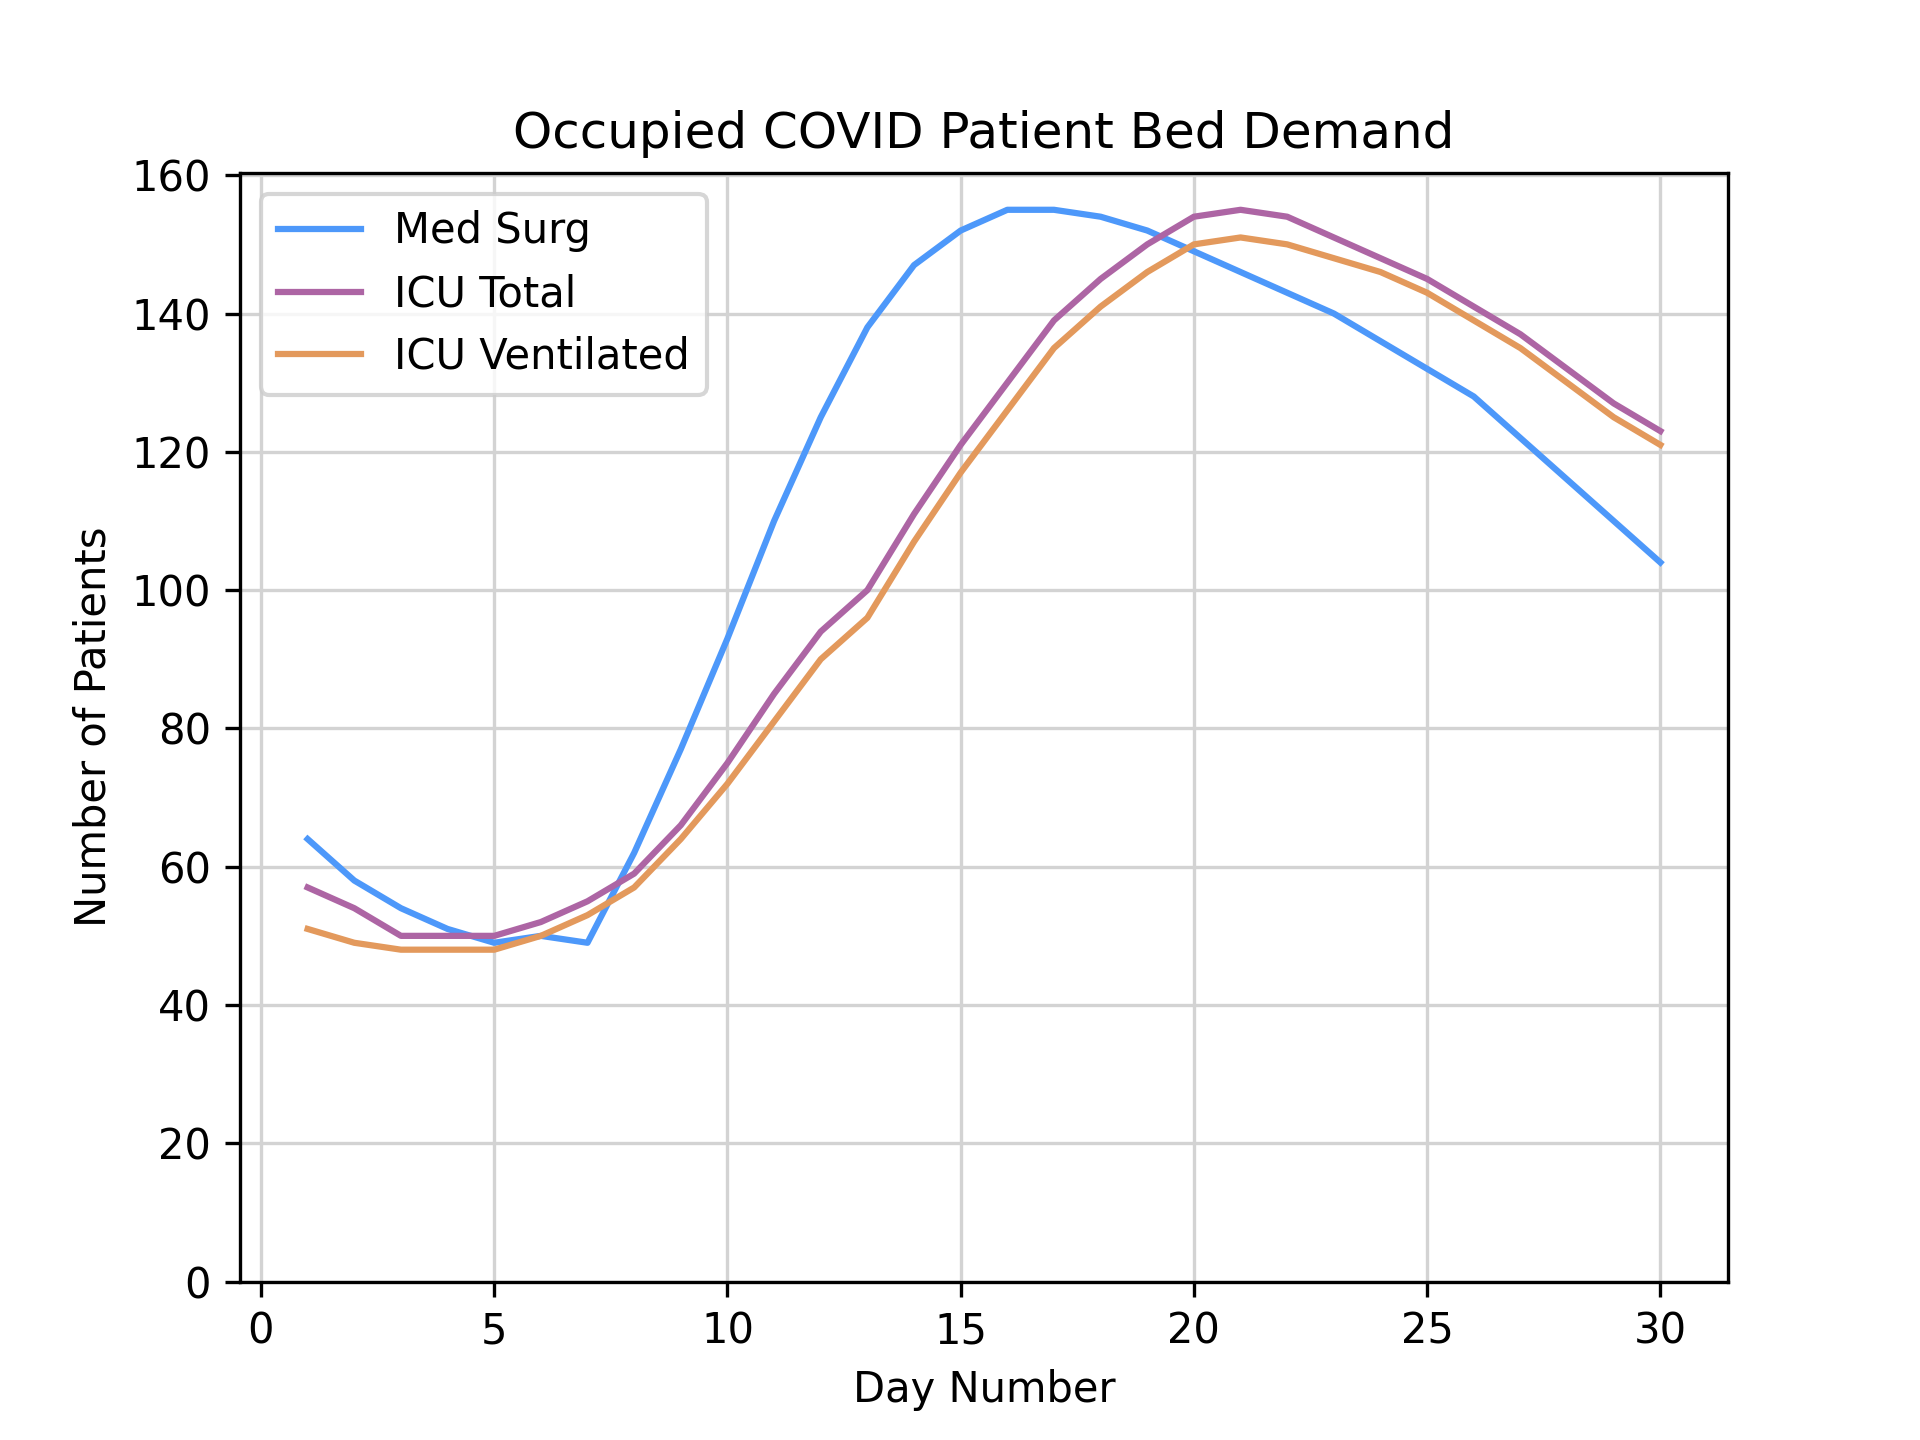 Occupied COVID Patient Bed Demand
160
140
120
100
80
60
40
20
0
Number of Patients
Med Surg
ICU Total
ICU Ventilated
0 5 10 15 20 25 30
Day Number